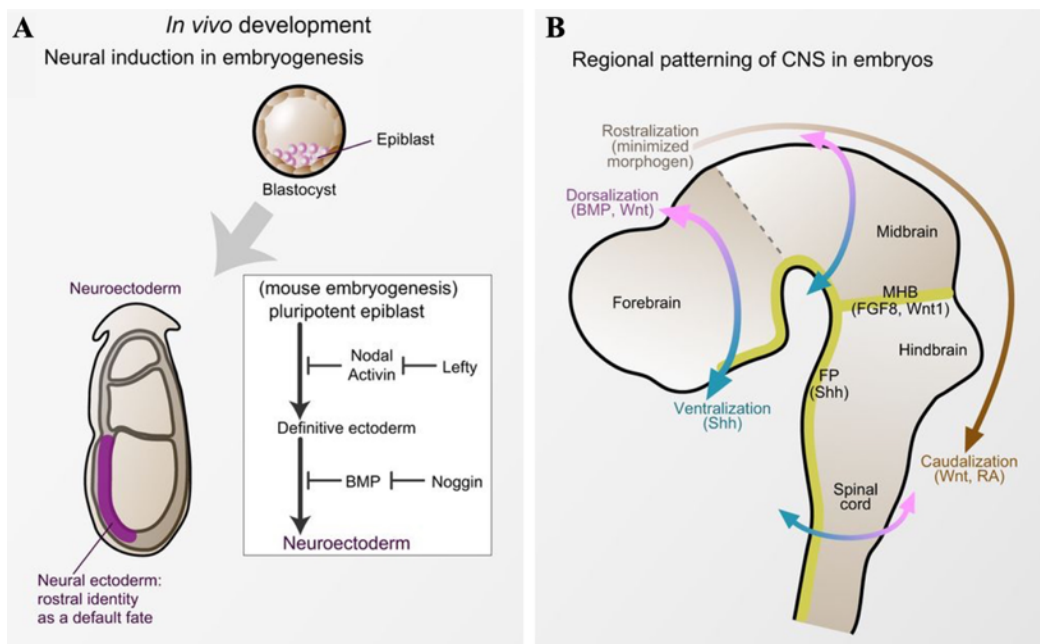 A
In vivo development
Neural induction in embryogenesis
Epiblast
Blastocyst
Neuroectoderm
(mouse embryogenesis)
pluripotent epiblast
Nodal
Activin
Lefty
Definitive ectoderm
BMP
Noggin
Neuroectoderm
Neural ectoderm:
rostral identity
as a default fate
B
Regional patterning of CNS in embryos
Rostralization
(minimized
morphogen)
Dorsalization
(BMP, Wnt)
Midbrain
Forebrain
MHB
(FGF8, Wnt1)
Hindbrain
FP
(Shh)
Ventralization
(Shh)
Caudalization
(Wnt, RA)
Spinal
cord